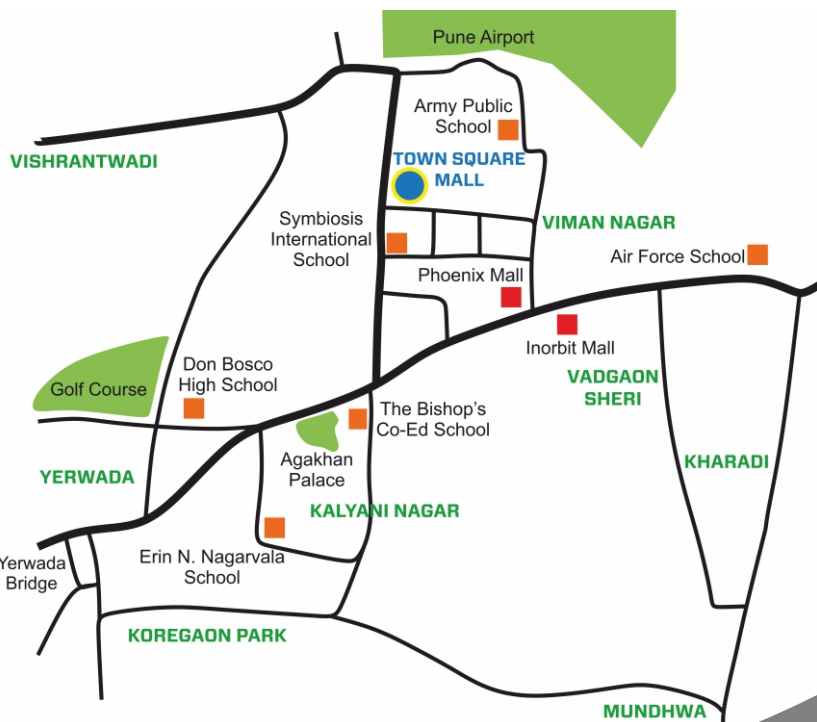 Pune Airport
Army Public
School
VISHRANTWADI
TOWN SQUARE
MALL
Symbiosis
International
School
VIMAN NAGAR
Air Force School
Phoenix Mall
Inorbit Mall
Don Bosco
High School
Golf Course
VADGAON
SHERI
The Bishop's
Co-Ed School
Agakhan
Palace
KHARADI
YERWADA
KALYANI NAGAR
Erin N. Nagarvala
School
Yerwada
Bridge
KOREGAON PARK
MUNDHWA